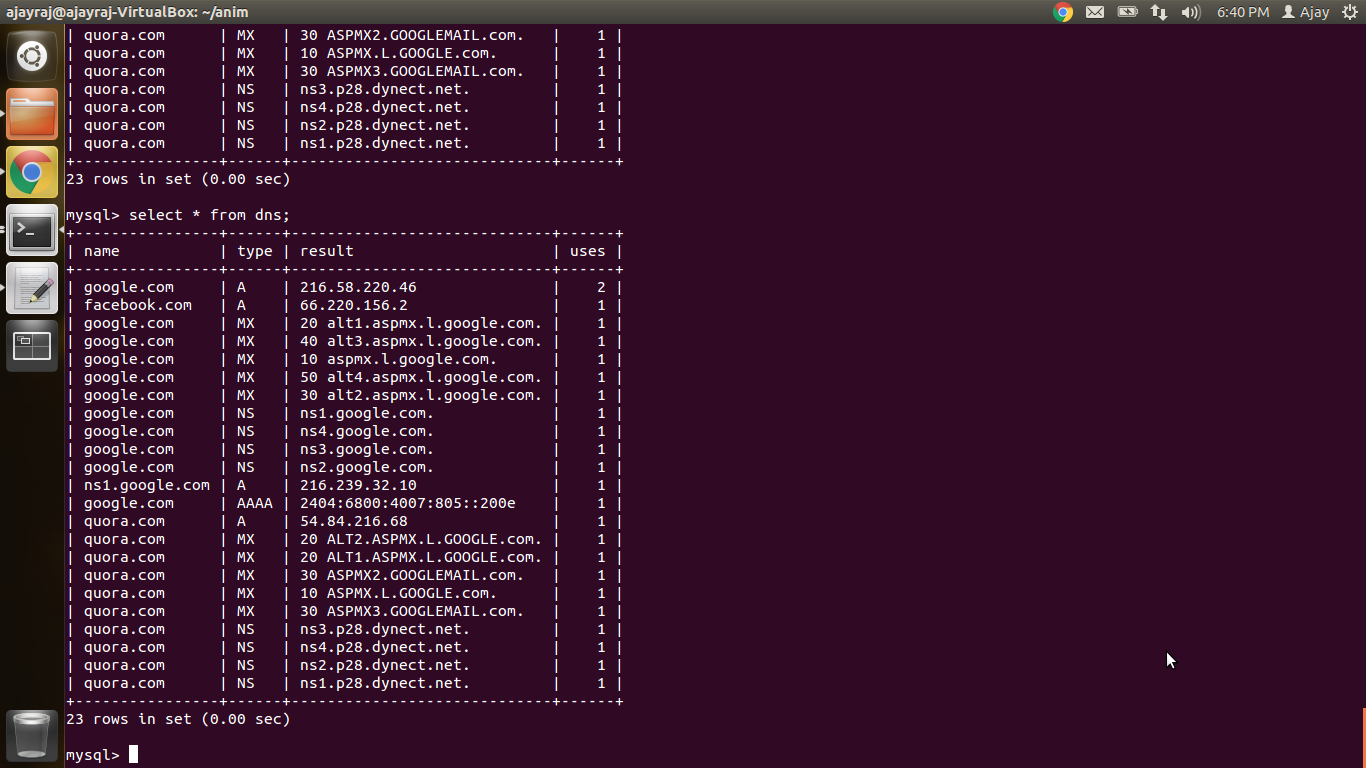 ajayraj@ajayraj-VirtualBox: ~/anim 6:40 PM Ajay
| quora.com      | MX   | 30 ASPMX2.GOOGLEMAIL.com.   |    1 |
| quora.com      | MX   | 10 ASPMX.L.GOOGLE.com.      |    1 |
| quora.com      | MX   | 30 ASPMX3.GOOGLEMAIL.com.   |    1 |
| quora.com      | NS   | ns3.p28.dynect.net.         |    1 |
| quora.com      | NS   | ns4.p28.dynect.net.         |    1 |
| quora.com      | NS   | ns2.p28.dynect.net.         |    1 |
| quora.com      | NS   | ns1.p28.dynect.net.         |    1 |
+----------------+------+-----------------------------+------+
23 rows in set (0.00 sec)
mysql> select * from dns;
+----------------+------+-----------------------------+------+
| name           | type | result                      | uses |
+----------------+------+-----------------------------+------+
| google.com     | A    | 216.58.220.46               |    2 |
| facebook.com   | A    | 66.220.156.2                |    1 |
| google.com     | MX   | 20 alt1.aspmx.l.google.com. |    1 |
| google.com     | MX   | 40 alt3.aspmx.l.google.com. |    1 |
| google.com     | MX   | 10 aspmx.l.google.com.      |    1 |
| google.com     | MX   | 50 alt4.aspmx.l.google.com. |    1 |
| google.com     | MX   | 30 alt2.aspmx.l.google.com. |    1 |
| google.com     | NS   | ns1.google.com.             |    1 |
| google.com     | NS   | ns4.google.com.             |    1 |
| google.com     | NS   | ns3.google.com.             |    1 |
| google.com     | NS   | ns2.google.com.             |    1 |
| ns1.google.com | A    | 216.239.32.10               |    1 |
| google.com     | AAAA | 2404:6800:4007:805::200e    |    1 |
| quora.com      | A    | 54.84.216.68                |    1 |
| quora.com      | MX   | 20 ALT2.ASPMX.L.GOOGLE.com. |    1 |
| quora.com      | MX   | 20 ALT1.ASPMX.L.GOOGLE.com. |    1 |
| quora.com      | MX   | 30 ASPMX2.GOOGLEMAIL.com.   |    1 |
| quora.com      | MX   | 10 ASPMX.L.GOOGLE.com.      |    1 |
| quora.com      | MX   | 30 ASPMX3.GOOGLEMAIL.com.   |    1 |
| quora.com      | NS   | ns3.p28.dynect.net.         |    1 |
| quora.com      | NS   | ns4.p28.dynect.net.         |    1 |
| quora.com      | NS   | ns2.p28.dynect.net.         |    1 |
| quora.com      | NS   | ns1.p28.dynect.net.         |    1 |
+----------------+------+-----------------------------+------+
23 rows in set (0.00 sec)
mysql>